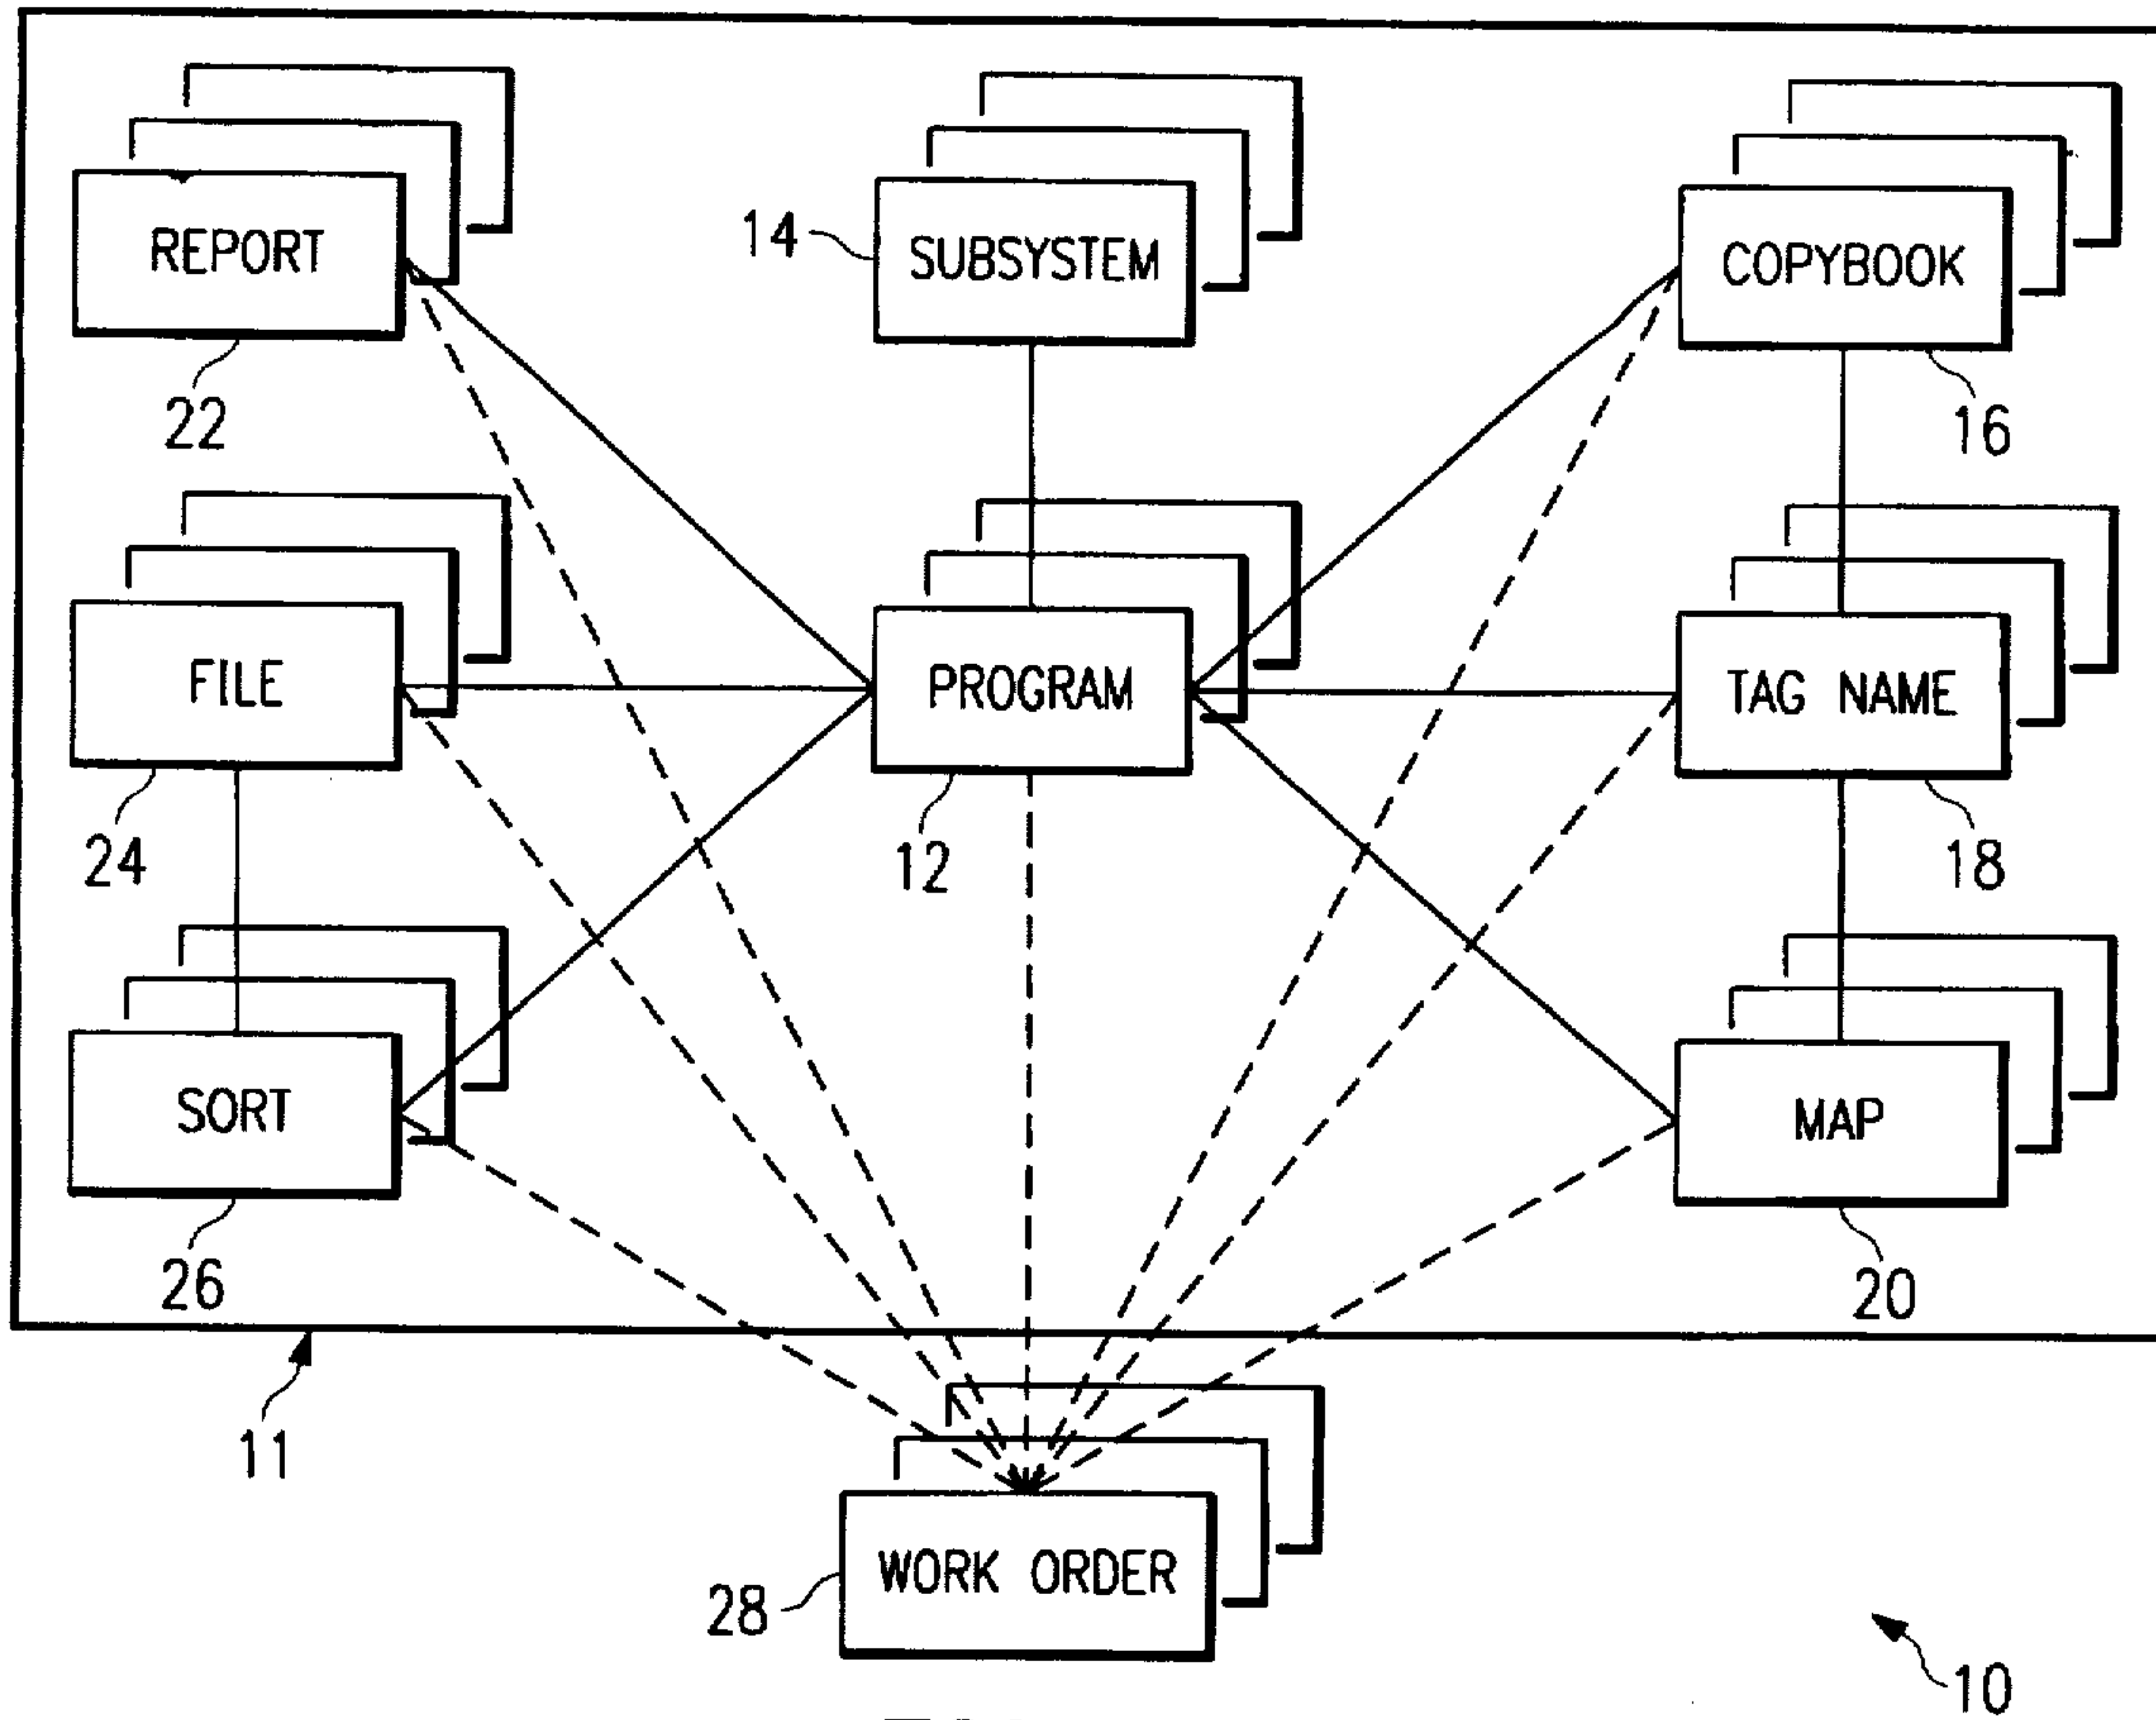 REPORT
14
SUBSYSTEM
COPYBOOK
22
16
FILE
PROGRAM
TAG NAME
24
12
18
SORT
MAP
26
20
11
28
WORK ORDER
10